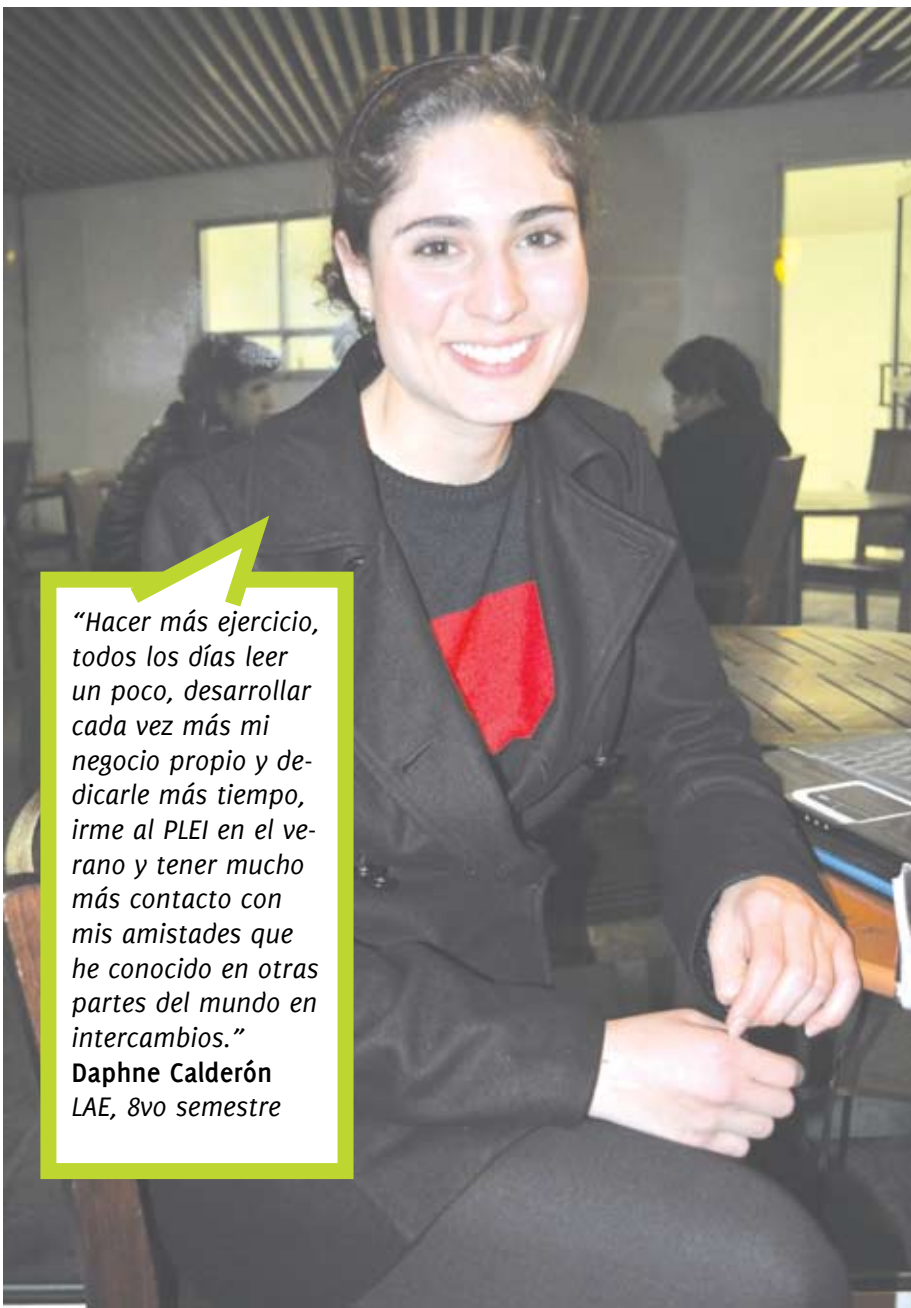 “Hacer más ejercicio,
todos los días leer
un poco, desarrollar
cada vez más mi
negocio propio y de-
dicarle más tiempo,
irme al PLEI en el ve-
rano y tener mucho
más contacto con
mis amistades que
he conocido en otras
partes del mundo en
intercambios.”
Daphne Calderón
LAE, 8vo semestre